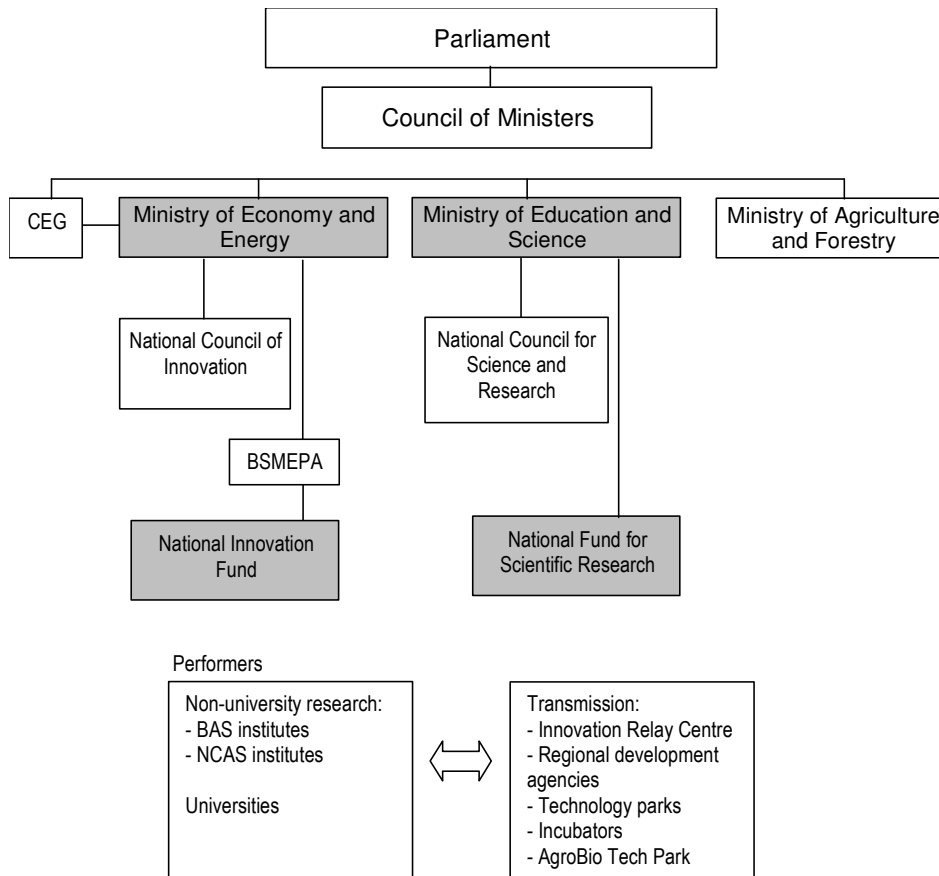 Parliament
Council of Ministers
CEG
Ministry of Economy and
Energy
Ministry of Education and
Science
Ministry of Agriculture
and Forestry
National Council of
Innovation
National Council for
Science and
Research
BSMEPA
National Innovation
Fund
National Fund for
Scientific Research
Performers
Non-university research:
- BAS institutes
- NCAS institutes
Universities
Transmission:
- Innovation Relay Centre
- Regional development
agencies
- Technology parks
- Incubators
- AgroBio Tech Park